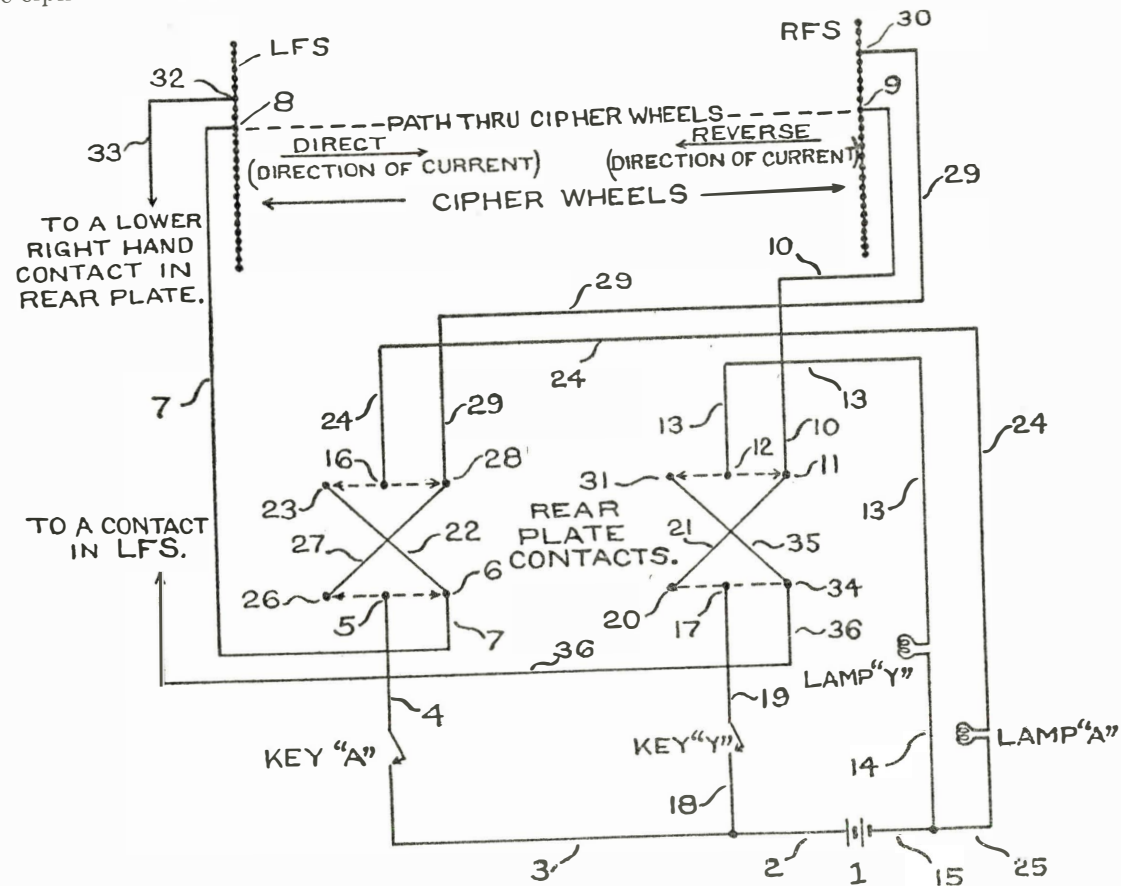 30
LFS
RFS
32
8
9
PATH THRU CIPHER WHEELS
DIRECT
REVERSE
(DIRECTION OF CURRENT)
(DIRECTION OF CURRENT)
33
29
CIPHER WHEELS
TO A LOWER
RIGHT HAND
CONTACT IN
REAR PLATE.
10
29
24
7
24
29
13
13
10
24
16
28
12
11
23
31
13
TO A CONTACT
IN LFS.
REAR
PLATE
CONTACTS.
27
22
21
35
6
26
5
7
20
17
34
36
36
LAMP "Y"
4
19
KEY "A"
KEY "Y"
LAMP "A"
14
18
3
2
1
15
25